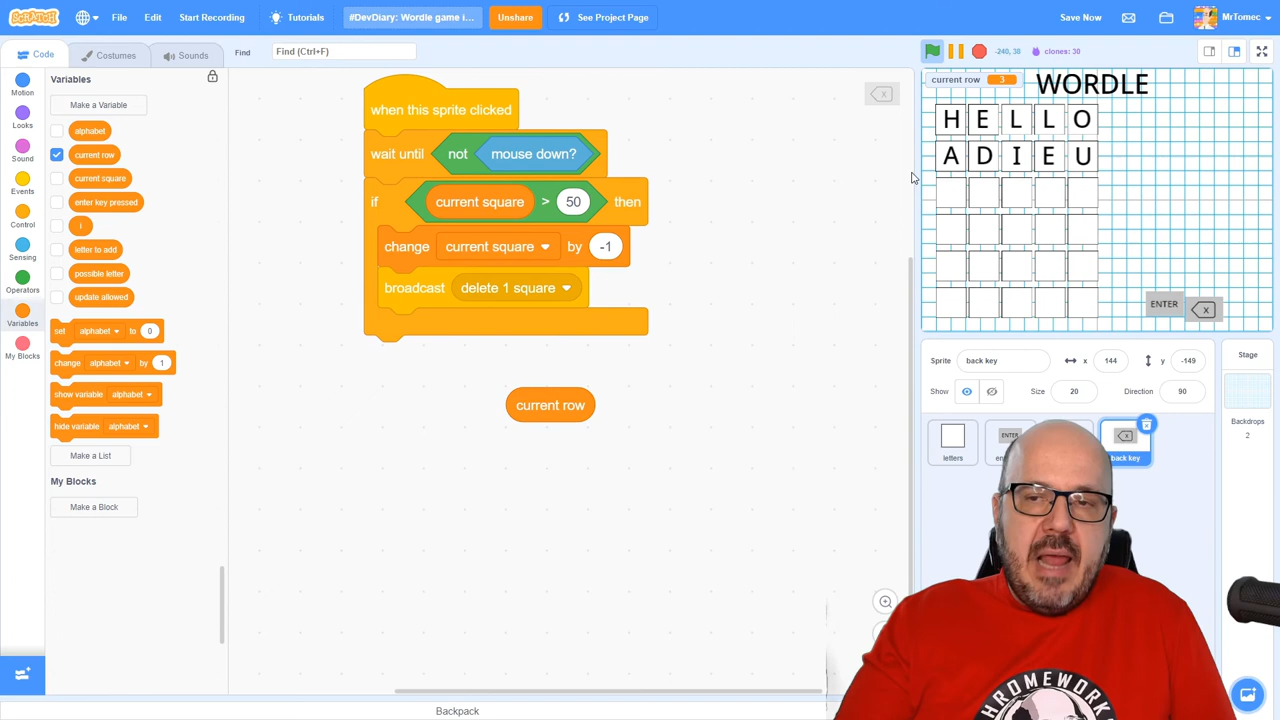 SCRATCH
File
Edit
Start Recording
Tutorials
#DevDiary: Wordle game i...
Unshare
See Project Page
Save Now
MrTomec
Code
Costumes
Sounds
Find
Find (Ctrl+F)
-240, 38
clones: 30
Motion
Looks
Sound
Events
Control
Sensing
Operators
Variables
My Blocks
Variables
Make a Variable
alphabet
current row
current square
enter key pressed
i
letter to add
possible letter
update allowed
set alphabet to 0
change alphabet by 1
show variable alphabet
hide variable alphabet
Make a List
My Blocks
Make a Block
when this sprite clicked
wait until not mouse down?
if current square > 50 then
change current square by -1
broadcast delete 1 square
current row
current row 3
WORDLE
H E L L O
A D I E U
ENTER
Sprite back key x 144 y -149
Show Size 20 Direction 90
Stage
Backdrops
2
letters
ENTER
back key
HROMEWORK
Backpack